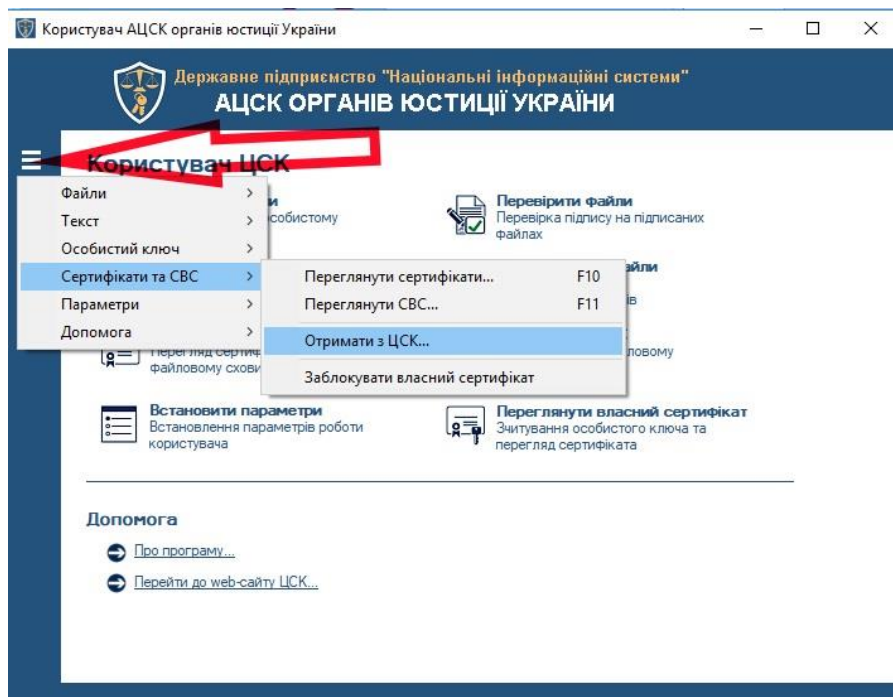 Користувач АЦСК органів юстиції України
Державне підприємство "Національні інформаційні системи"
АЦСК ОРГАНІВ ЮСТИЦІЇ УКРАЇНИ
Користувач ЦСК
Файли
Текст
Особистий ключ
Сертифікати та СВС
Параметри
Допомога
Переглянути сертифікати... F10
Переглянути СВС... F11
Отримати з ЦСК...
Заблокувати власний сертифікат
Перевірити файли
Перевірка підпису на підписаних
файлах
Встановити параметри
Встановлення параметрів роботи
користувача
Переглянути власний сертифікат
Зчитування особистого ключа та
перегляд сертифіката
Допомога
Про програму...
Перейти до web-сайту ЦСК...